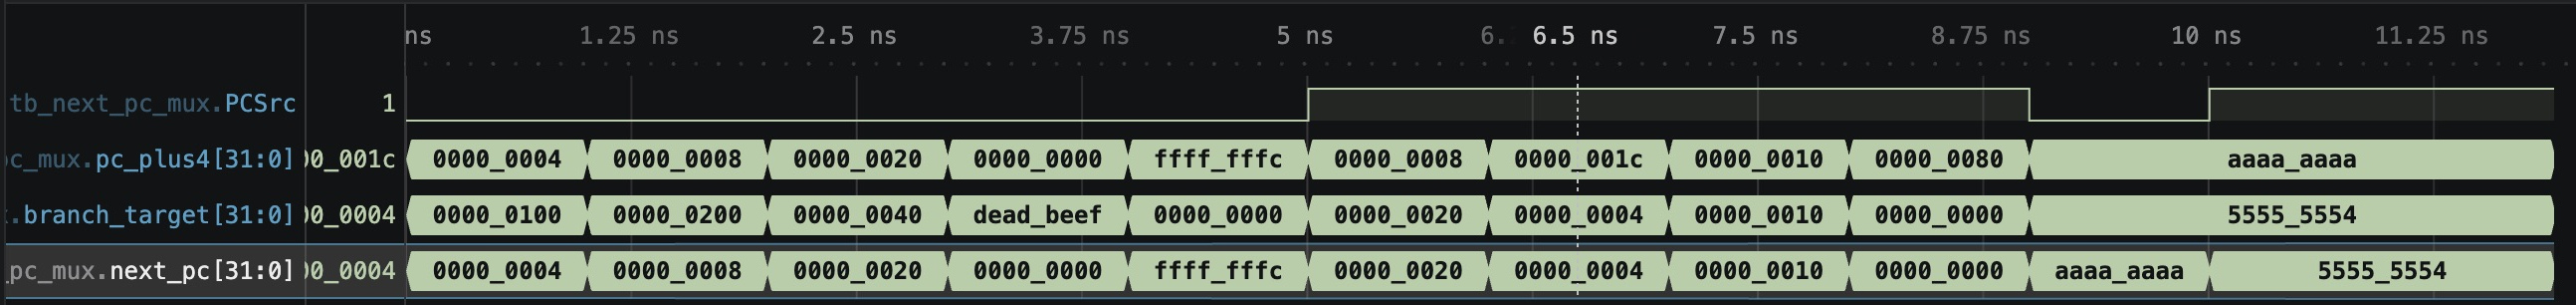 ns 1.25 ns 2.5 ns 3.75 ns 5 ns 6. 6.5 ns 7.5 ns 8.75 ns 10 ns 11.25 ns
tb_next_pc_mux.PCSrc 1
pc_mux.pc_plus4[31:0] 00_001c 0000_0004 0000_0008 0000_0020 0000_0000 ffff_fffc 0000_0008 0000_001c 0000_0010 0000_0080 aaaa_aaaa
.branch_target[31:0] 00_0004 0000_0100 0000_0200 0000_0040 dead_beef 0000_0000 0000_0020 0000_0004 0000_0010 0000_0000 5555_5554
pc_mux.next_pc[31:0] 00_0004 0000_0004 0000_0008 0000_0020 0000_0000 ffff_fffc 0000_0020 0000_0004 0000_0010 0000_0000 aaaa_aaaa 5555_5554